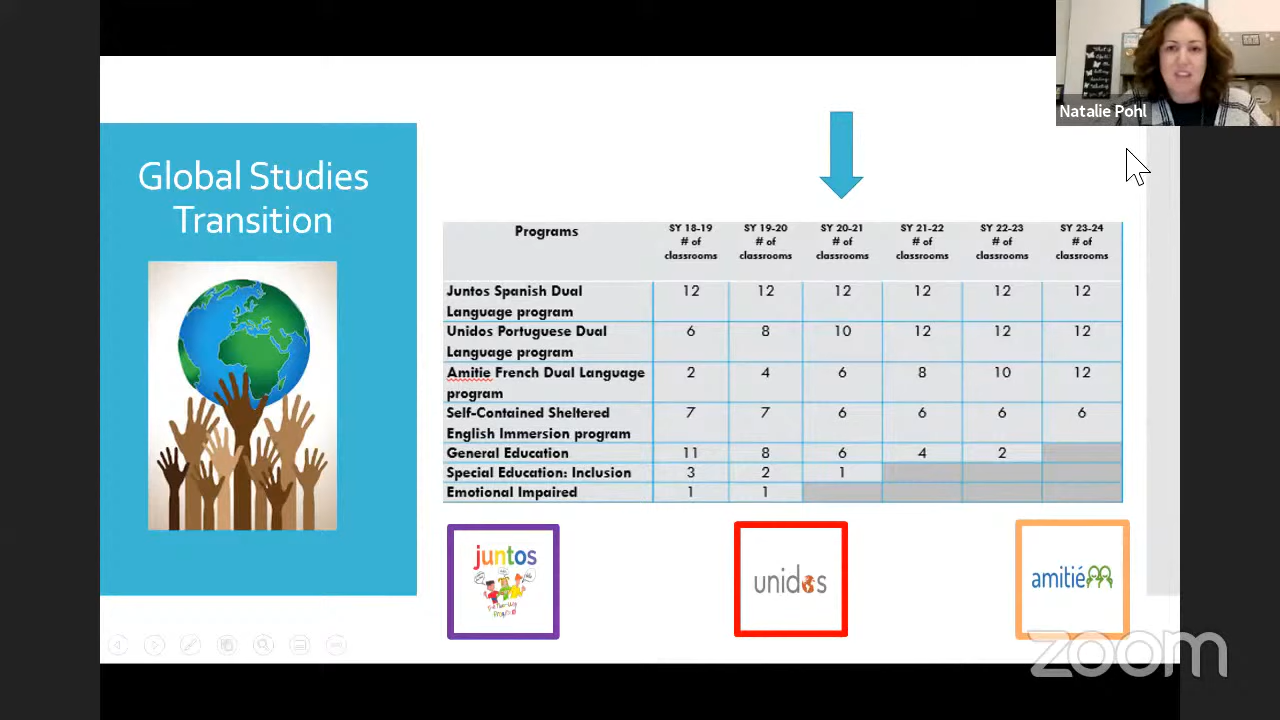 Natalie Pohl
Global Studies
Transition
Programs
SY 18-19
# of
classrooms
SY 19-20
# of
classrooms
SY 20-21
# of
classrooms
SY 21-22
# of
classrooms
SY 22-23
# of
classrooms
SY 23-24
# of
classrooms
Juntos Spanish Dual
Language program
12 12 12 12 12 12
Unidos Portuguese Dual
Language program
6 8 10 12 12 12
Amitie French Dual Language
program
2 4 6 8 10 12
Self-Contained Sheltered
English Immersion program
7 7 6 6 6 6
General Education 11 8 6 4 2
Special Education: Inclusion 3 2 1
Emotional Impaired 1 1
juntos
unidos
amitié
zoom